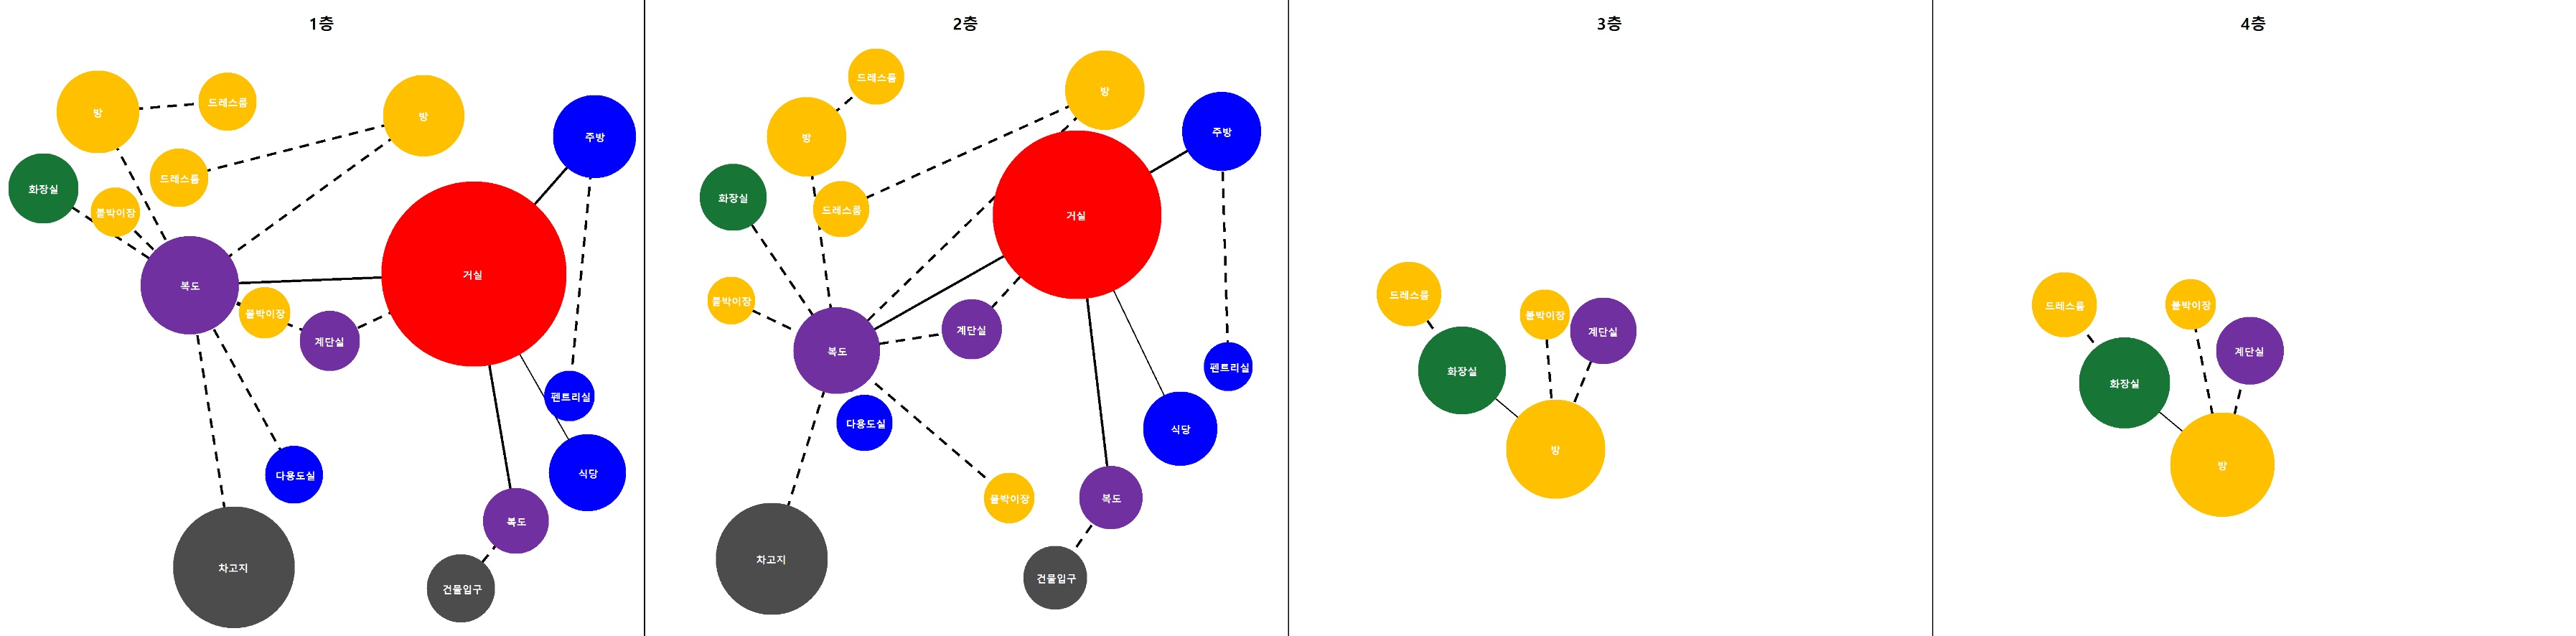 1층
방
드레스룸
방
주방
드레스룸
화장실
붙박이장
거실
복도
붙박이장
계단실
펜트리실
식당
다용도실
복도
차고지
건물입구
2층
드레스룸
방
주방
방
화장실
드레스룸
거실
붙박이장
계단실
복도
펜트리실
다용도실
식당
붙박이장
복도
차고지
건물입구
3층
드레스룸
붙박이장
계단실
화장실
방
4층
드레스룸
붙박이장
계단실
화장실
방